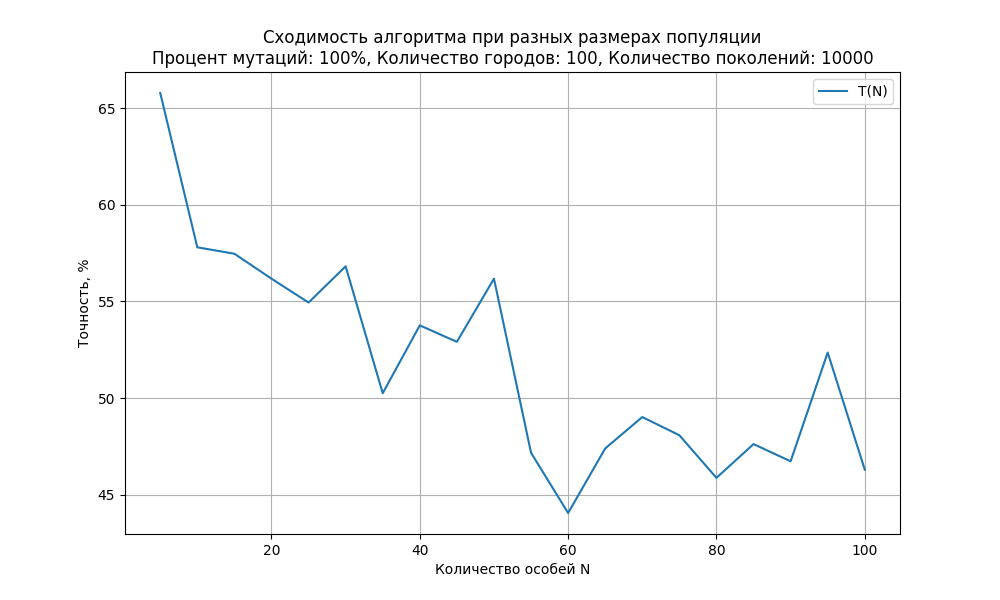 Сходимость алгоритма при разных размерах популяции
Процент мутаций: 100%, Количество городов: 100, Количество поколений: 10000
T(N)
65
60
55
50
45
Точность, %
20
40
60
80
100
Количество особей N